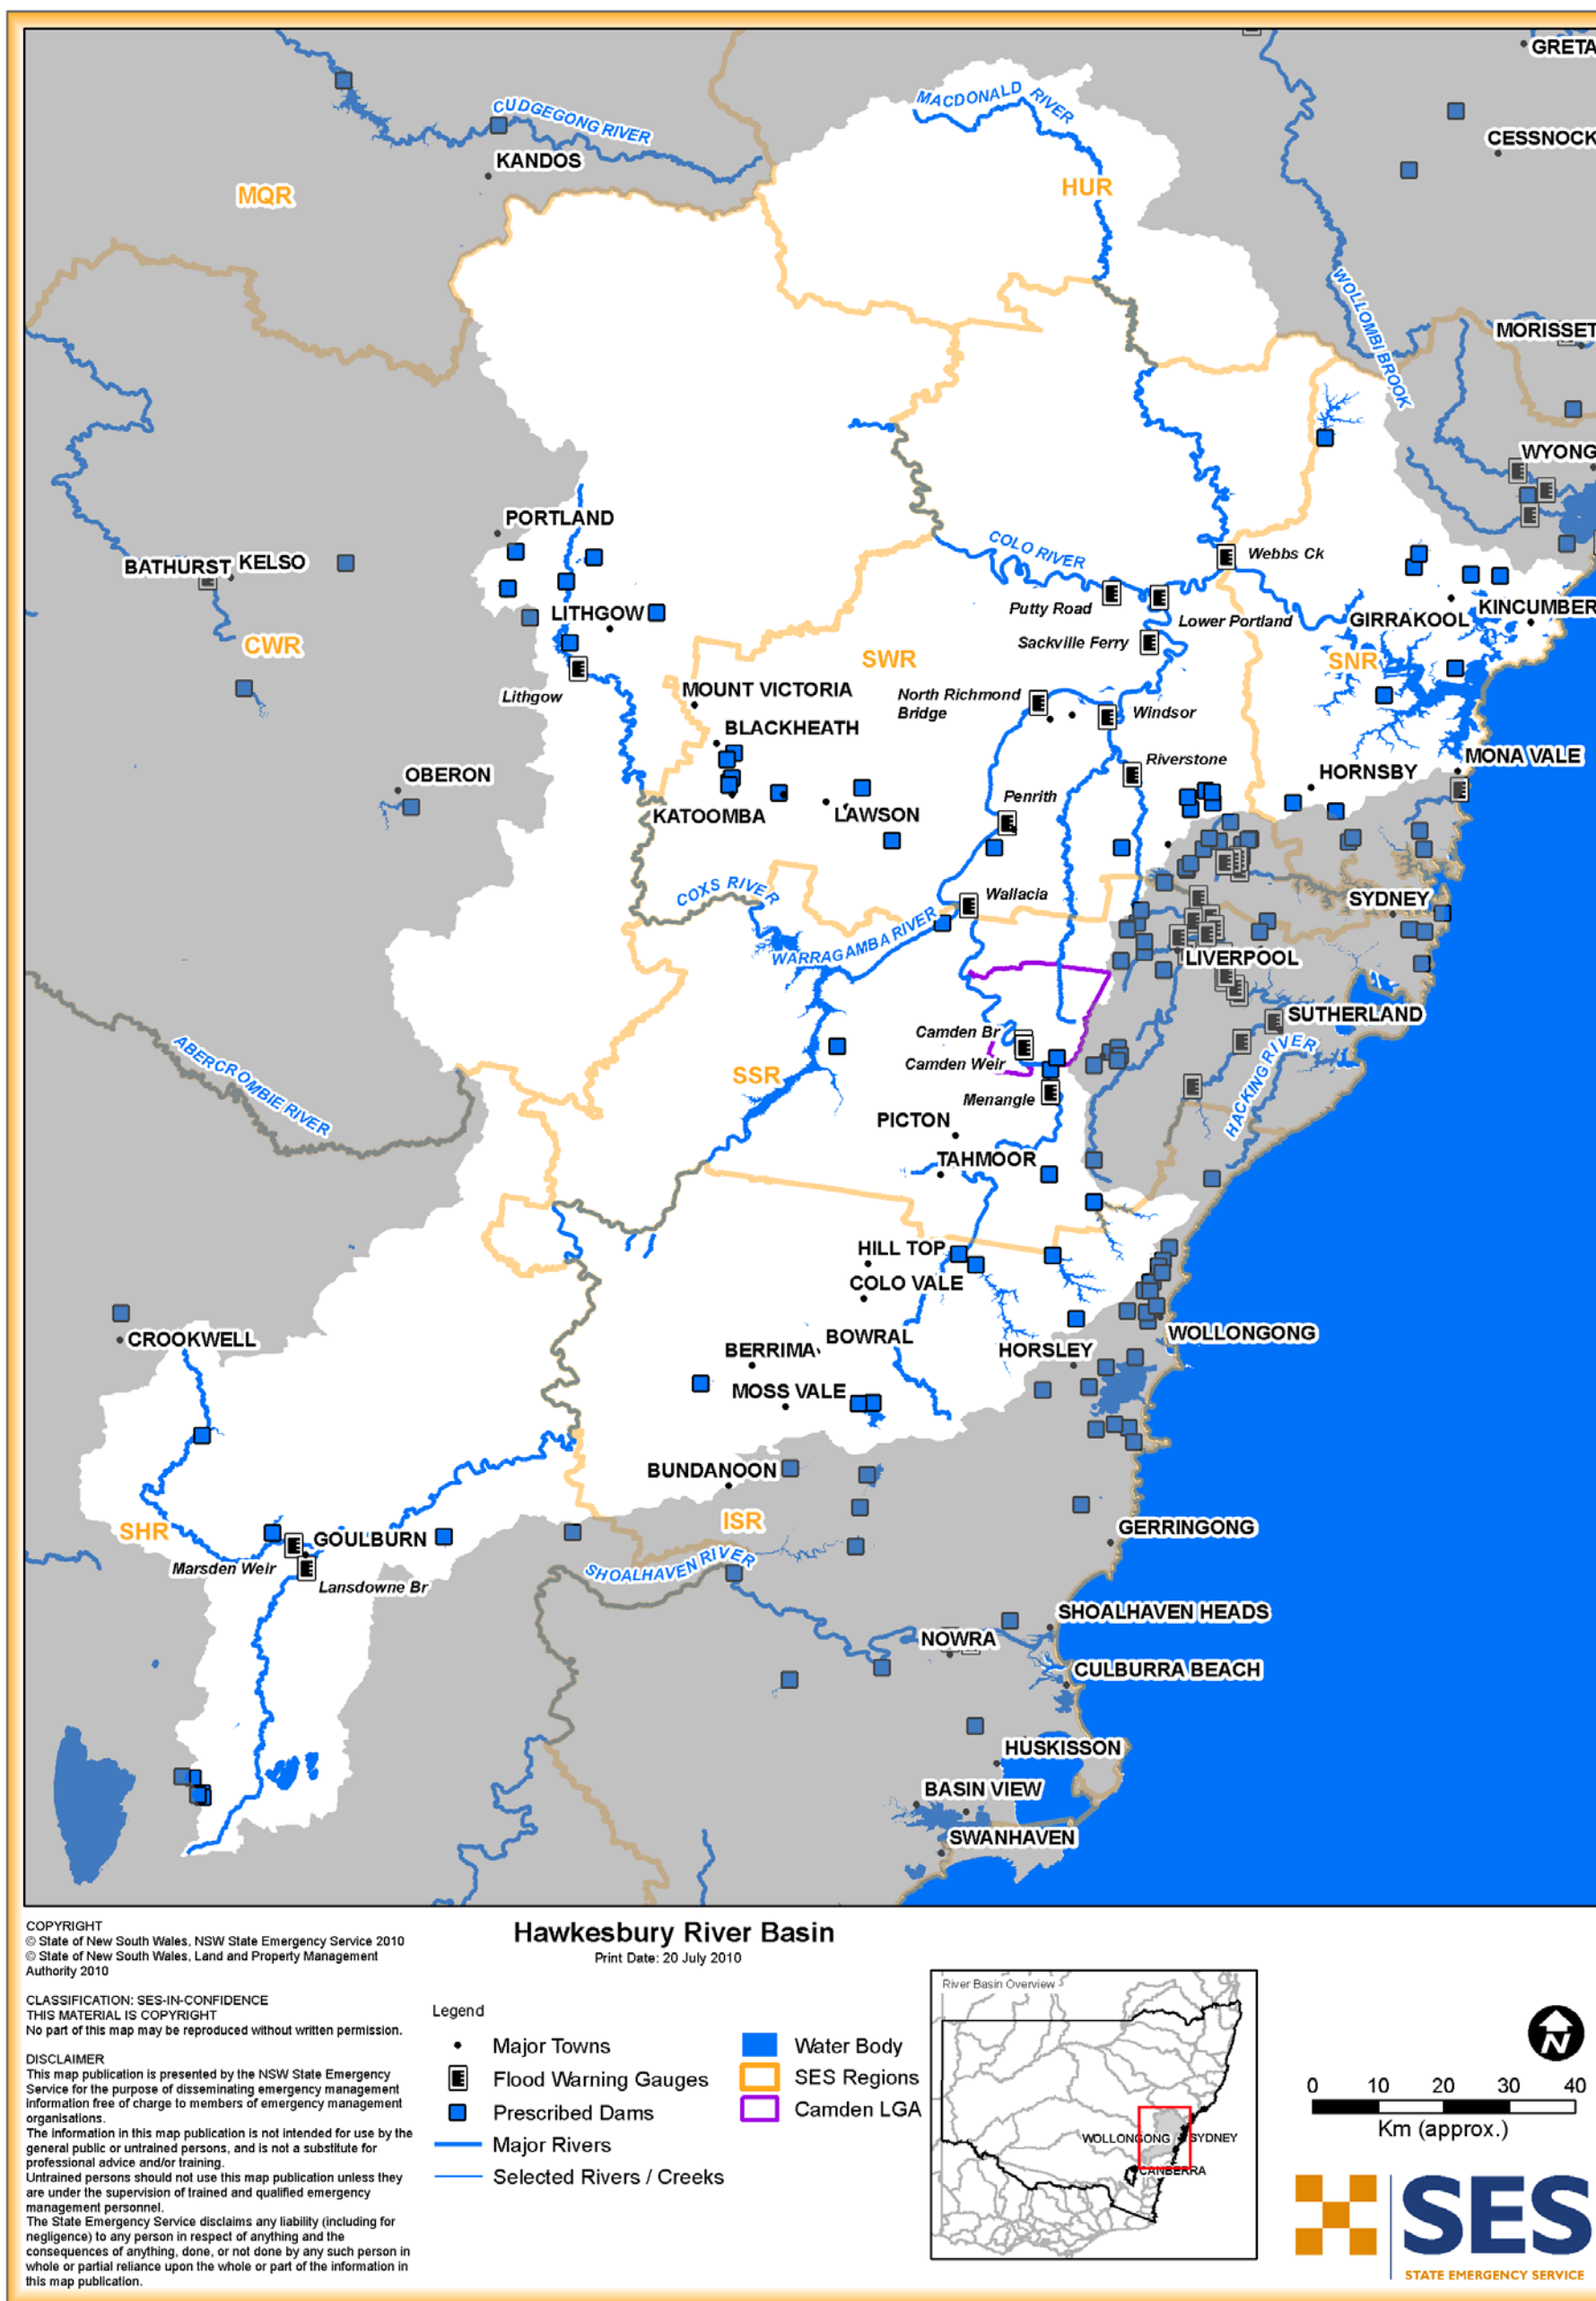 GRETA
CUDGEGONG RIVER
MACDONALD RIVER
CESSNOCK
KANDOS
MQR
HUR
WOLLOMBI BROOK
MORISSET
WYONG
PORTLAND
COLO RIVER
Webbs Ck
BATHURST
KELSO
Putty Road
LITHGOW
Lower Portland
GIRRAKOOL
KINCUMBER
CWR
SWR
Sackville Ferry
SNR
Lithgow
MOUNT VICTORIA
North Richmond
Bridge
Windsor
BLACKHEATH
Riverstone
MONA VALE
OBERON
HORNSBY
Penrith
KATOOMBA
LAWSON
COXS RIVER
Wallacia
SYDNEY
WARRAGAMBA RIVER
LIVERPOOL
SUTHERLAND
Camden Br
HACKING RIVER
ABERCROMBIE RIVER
SSR
Camden Weir
Menangle
PICTON
TAHMOOR
HILL TOP
COLO VALE
CROOKWELL
WOLLONGONG
BERRIMA
BOWRAL
HORSLEY
MOSS VALE
BUNDANOON
SHR
ISR
GERRINGONG
GOULBURN
Marsden Weir
SHOALHAVEN RIVER
Lansdowne Br
SHOALHAVEN HEADS
NOWRA
CULBURRA BEACH
HUSKISSON
BASIN VIEW
SWANHAVEN
COPYRIGHT
© State of New South Wales, NSW State Emergency Service 2010
© State of New South Wales, Land and Property Management
Authority 2010
CLASSIFICATION: SES-IN-CONFIDENCE
THIS MATERIAL IS COPYRIGHT
No part of this map may be reproduced without written permission.
DISCLAIMER
This map publication is presented by the NSW State Emergency
Service for the purpose of disseminating emergency management
information free of charge to members of emergency management
organisations.
The information in this map publication is not intended for use by the
general public or untrained persons, and is not a substitute for
professional advice and/or training.
Untrained persons should not use this map publication unless they
are under the supervision of trained and qualified emergency
management personnel.
The State Emergency Service disclaims any liability (including for
negligence) to any person in respect of anything and the
consequences of anything, done, or not done by any such person in
whole or partial reliance upon the whole or part of the information in
this map publication.
Hawkesbury River Basin
Print Date: 20 July 2010
Legend
Major Towns
Flood Warning Gauges
Prescribed Dams
Major Rivers
Selected Rivers / Creeks
Water Body
SES Regions
Camden LGA
River Basin Overview
WOLLONGONG
SYDNEY
CANBERRA
N
0 10 20 30 40
Km (approx.)
SES
STATE EMERGENCY SERVICE